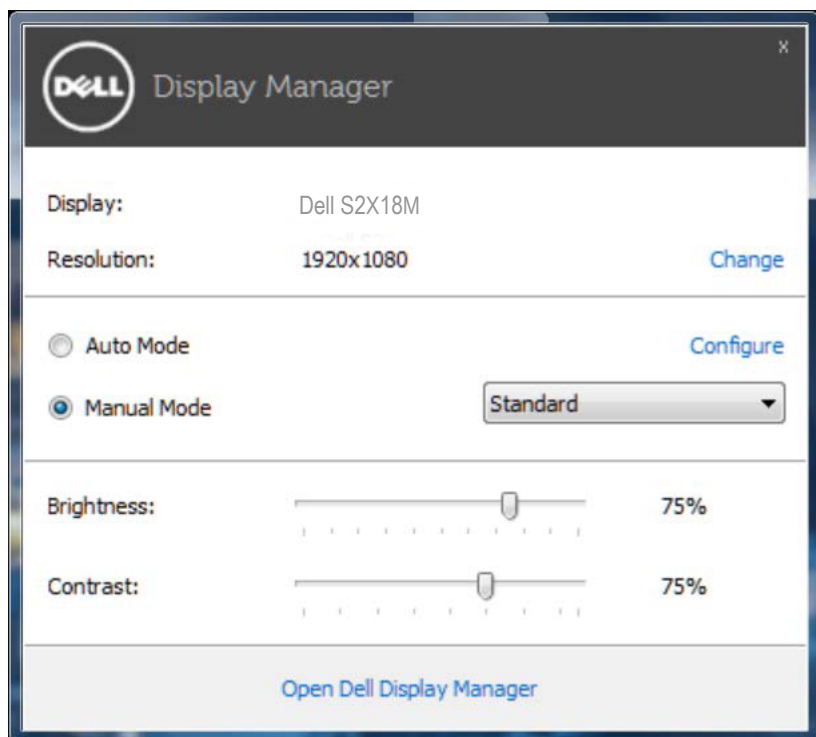 X
DELL Display Manager
Display: Dell S2X18M
Resolution: 1920x1080 Change
Auto Mode Configure
Manual Mode Standard
Brightness: 75%
Contrast: 75%
Open Dell Display Manager